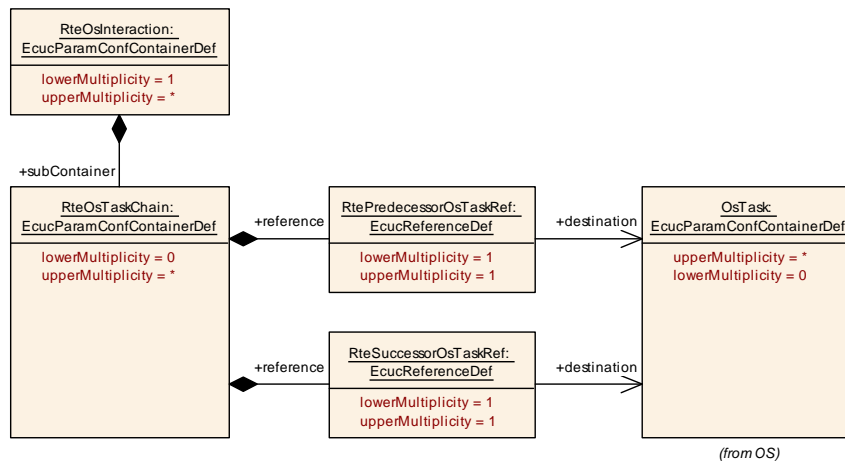 RteOsInteraction:
EcucParamConfContainerDef
lowerMultiplicity = 1
upperMultiplicity = *
+subContainer
RteOsTaskChain:
EcucParamConfContainerDef
lowerMultiplicity = 0
upperMultiplicity = *
+reference
RtePredecessorOsTaskRef:
EcucReferenceDef
lowerMultiplicity = 1
upperMultiplicity = 1
+destination
OsTask:
EcucParamConfContainerDef
upperMultiplicity = *
lowerMultiplicity = 0
+reference
RteSuccessorOsTaskRef:
EcucReferenceDef
lowerMultiplicity = 1
upperMultiplicity = 1
+destination
(from OS)